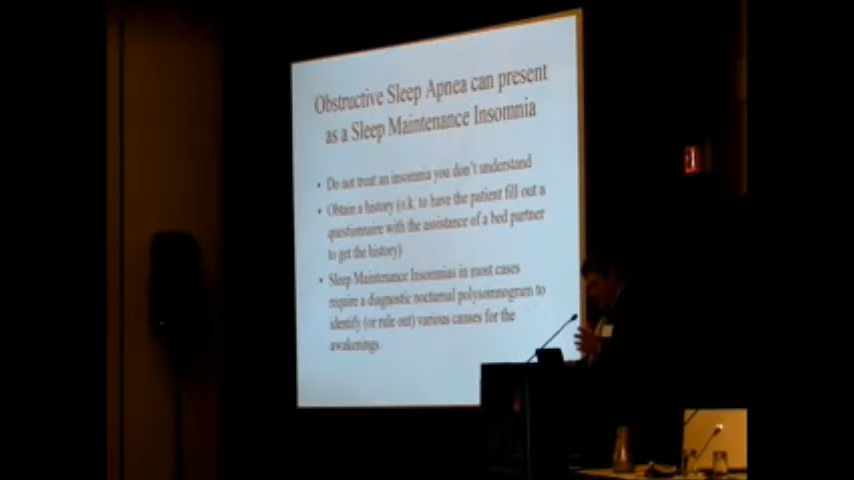 Obstructive Sleep Apnea can present
as a Sleep Maintenance Insomnia
• Do not treat an insomnia you don't understand
• Obtain a history (o.k. to have the patient fill out a
questionnaire with the assistance of a bed partner
to get the history)
• Sleep Maintenance Insomnias in most cases
require a diagnostic nocturnal polysomnogram to
identify (or rule out) various causes for the
awakenings.